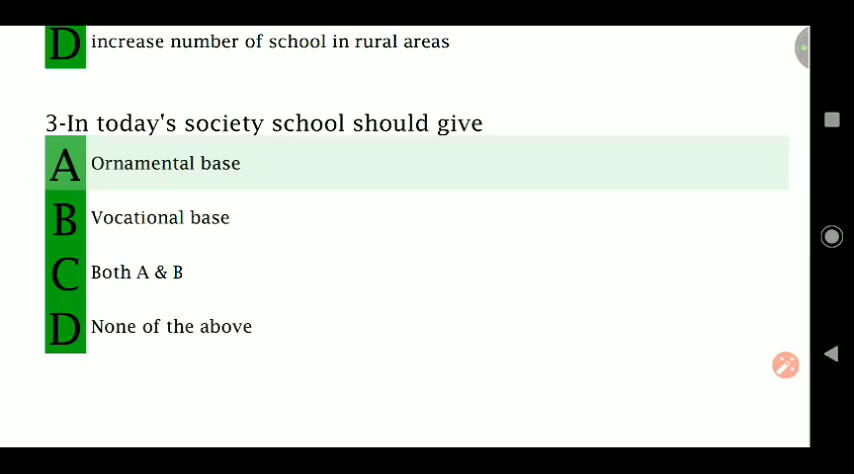 D increase number of school in rural areas
3-In today's society school should give
A Ornamental base
B Vocational base
C Both A & B
D None of the above